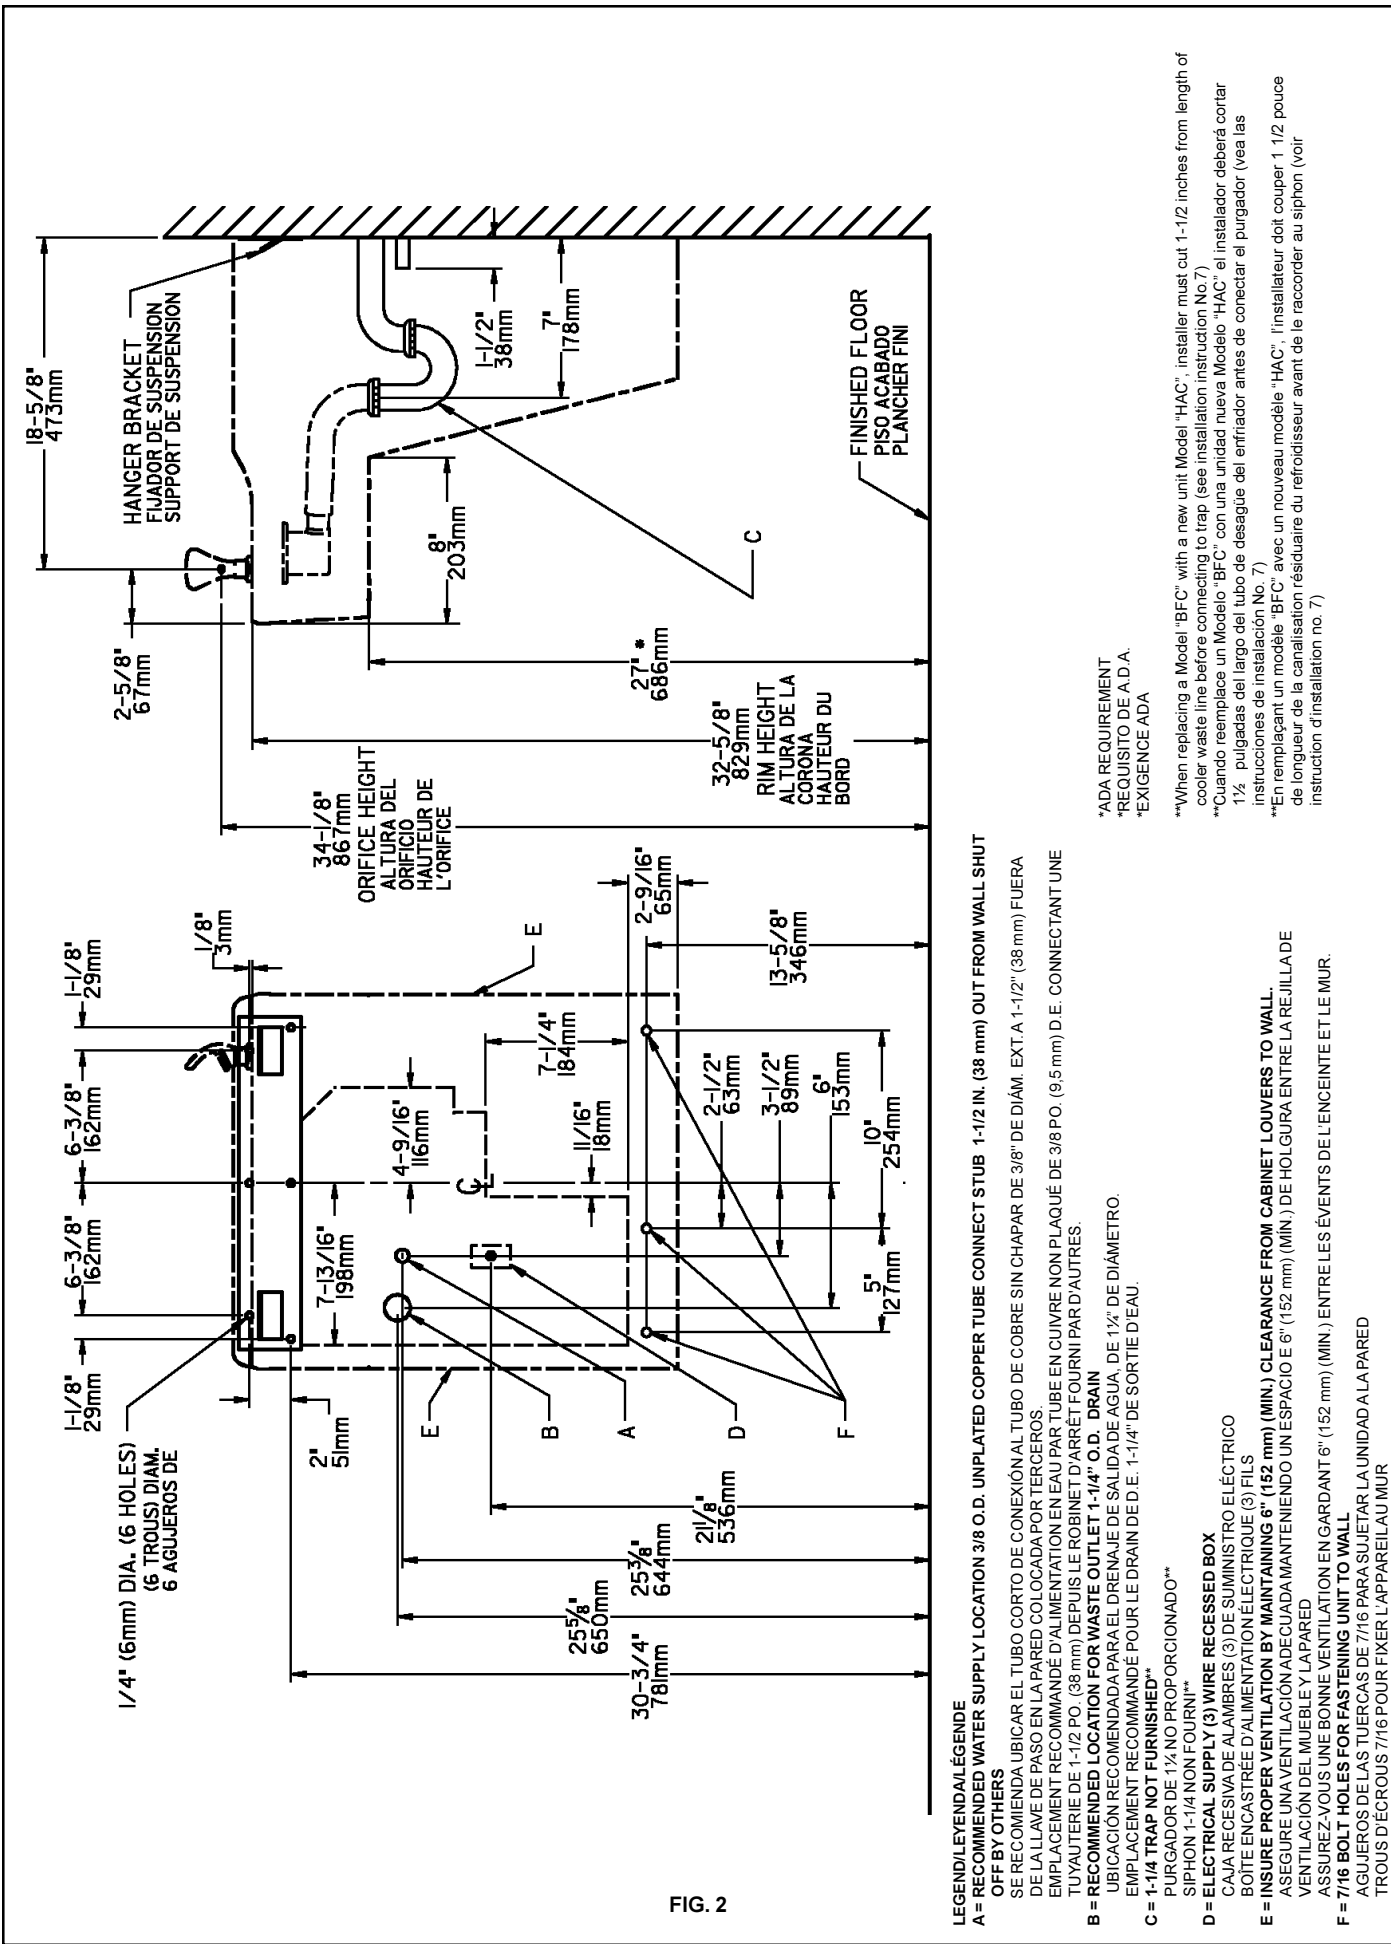 1/4" (6mm) DIA. (6 HOLES)
(6 TROUS) DIAM.
6 AGUJEROS DE
1-1/8"
29mm
6-3/8"
162mm
6-3/8"
162mm
1-1/8"
29mm
1/8"
3mm
2"
51mm
7-13/16"
198mm
4-9/16"
116mm
7-1/4"
184mm
11/16"
18mm
2-9/16"
65mm
2-1/2"
63mm
3-1/2"
89mm
6"
153mm
13-5/8"
346mm
10"
254mm
5"
127mm
E
E
B
A
D
F
21 1/8"
536mm
25 3/8"
644mm
25 5/8"
650mm
30-3/4"
781mm
18-5/8"
473mm
HANGER BRACKET
FIJADOR DE SUSPENSION
SUPPORT DE SUSPENSION
2-5/8"
67mm
1-1/2"
38mm
7"
178mm
8"
203mm
C
FINISHED FLOOR
PISO ACABADO
PLANCHER FINI
27" *
686mm
32-5/8"
829mm
RIM HEIGHT
ALTURA DE LA
CORONA
HAUTEUR DU
BORD
34-1/8"
867mm
ORIFICE HEIGHT
ALTURA DEL
ORIFICIO
HAUTEUR DE
L'ORIFICE
LEGEND/LEYENDA/LÉGENDE
A = RECOMMENDED WATER SUPPLY LOCATION 3/8 O.D. UNPLATED COPPER TUBE CONNECT STUB 1-1/2 IN. (38 mm) OUT FROM WALL SHUT
OFF BY OTHERS
SE RECOMIENDA UBICAR EL TUBO CORTO DE CONEXIÓN AL TUBO DE COBRE SIN CHAPAR DE 3/8" DE DIÁM. EXT. A 1-1/2" (38 mm) FUERA
DE LA LLAVE DE PASO EN LA PARED COLOCADA POR TERCEROS.
EMPLACEMENT RECOMMANDÉ D'ALIMENTATION EN EAU PAR TUBE EN CUIVRE NON PLAQUÉ DE 3/8 PO. (9,5 mm) D.E. CONNECTANT UNE
TUYAUTERIE DE 1-1/2 PO. (38 mm) DEPUIS LE ROBINET D'ARRÊT FOURNI PAR D'AUTRES.
B = RECOMMENDED LOCATION FOR WASTE OUTLET 1-1/4" O.D. DRAIN
UBICACIÓN RECOMENDADA PARA EL DRENAJE DE SALIDA DE AGUA, DE 1¼" DE DIÁMETRO.
EMPLACEMENT RECOMMANDÉ POUR LE DRAIN DE D.E. 1-1/4" DE SORTIE D'EAU.
C = 1-1/4 TRAP NOT FURNISHED**
PURGADOR DE 1¼ NO PROPORCIONADO**
SIPHON 1-1/4 NON FOURNI**
D = ELECTRICAL SUPPLY (3) WIRE RECESSED BOX
CAJA RECESIVA DE ALAMBRES (3) DE SUMINISTRO ELÉCTRICO
BOÎTE ENCASTRÉE D'ALIMENTATION ÉLECTRIQUE (3) FILS
E = INSURE PROPER VENTILATION BY MAINTAINING 6" (152 mm) (MIN.) CLEARANCE FROM CABINET LOUVERS TO WALL.
ASEGURE UNA VENTILACIÓN ADECUADA MANTENIENDO UN ESPACIO E 6" (152 mm) (MÍN.) DE HOLGURA ENTRE LA REJILLA DE
VENTILACIÓN DEL MUEBLE Y LA PARED
ASSUREZ-VOUS UNE BONNE VENTILATION EN GARDANT 6" (152 mm) (MIN.) ENTRE LES ÉVENTS DE L'ENCEINTE ET LE MUR.
F = 7/16 BOLT HOLES FOR FASTENING UNIT TO WALL
AGUJEROS DE LAS TUERCAS DE 7/16 PARA SUJETAR LA UNIDAD A LA PARED
TROUS D'ÉCROUS 7/16 POUR FIXER L'APPAREIL AU MUR
*ADA REQUIREMENT
*REQUISITO DE A.D.A.
*EXIGENCE ADA
**When replacing a Model "BFC" with a new unit Model "HAC", installer must cut 1-1/2 inches from length of
cooler waste line before connecting to trap (see installation instruction No.7)
**Cuando reemplace un Modelo "BFC" con una unidad nueva Modelo "HAC" el instalador deberá cortar
1½ pulgadas del largo del tubo de desagüe del enfriador antes de conectar el purgador (vea las
instrucciones de instalación No. 7)
**En remplaçant un modèle "BFC" avec un nouveau modèle "HAC", l'installateur doit couper 1 1/2 pouce
de longueur de la canalisation résiduaire du refroidisseur avant de le raccorder au siphon (voir
instruction d'installation no. 7)
FIG. 2